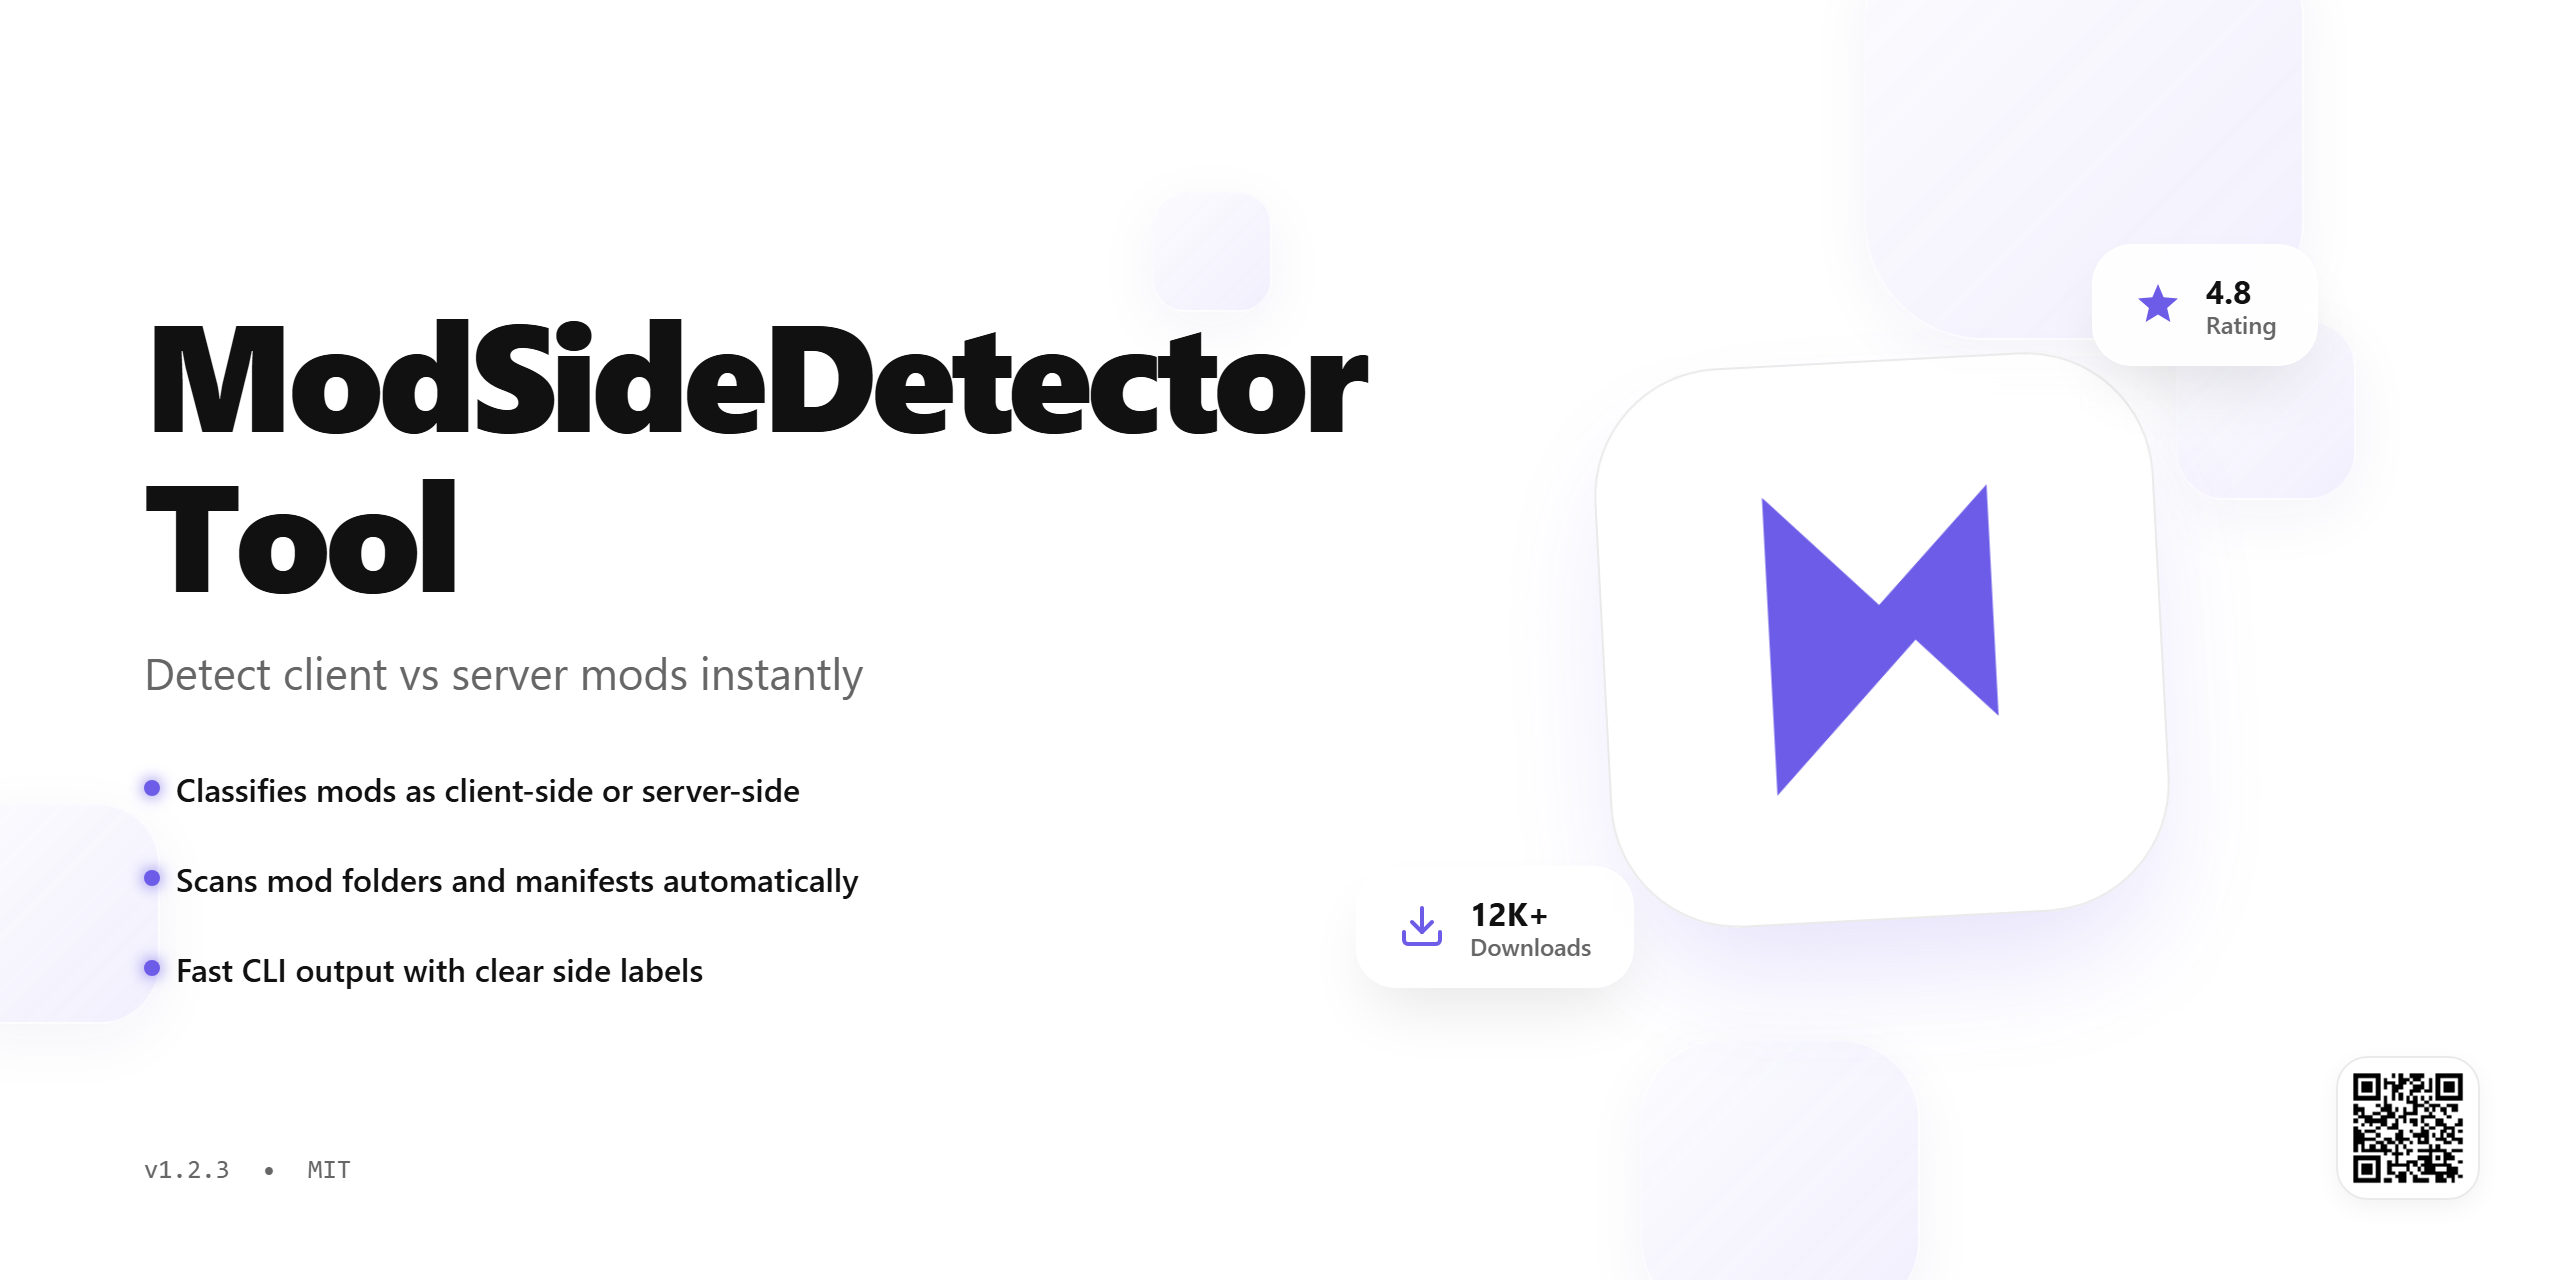 ModSideDetector
Tool
Detect client vs server mods instantly
Classifies mods as client-side or server-side
Scans mod folders and manifests automatically
Fast CLI output with clear side labels
v1.2.3 • MIT
4.8
Rating
12K+
Downloads